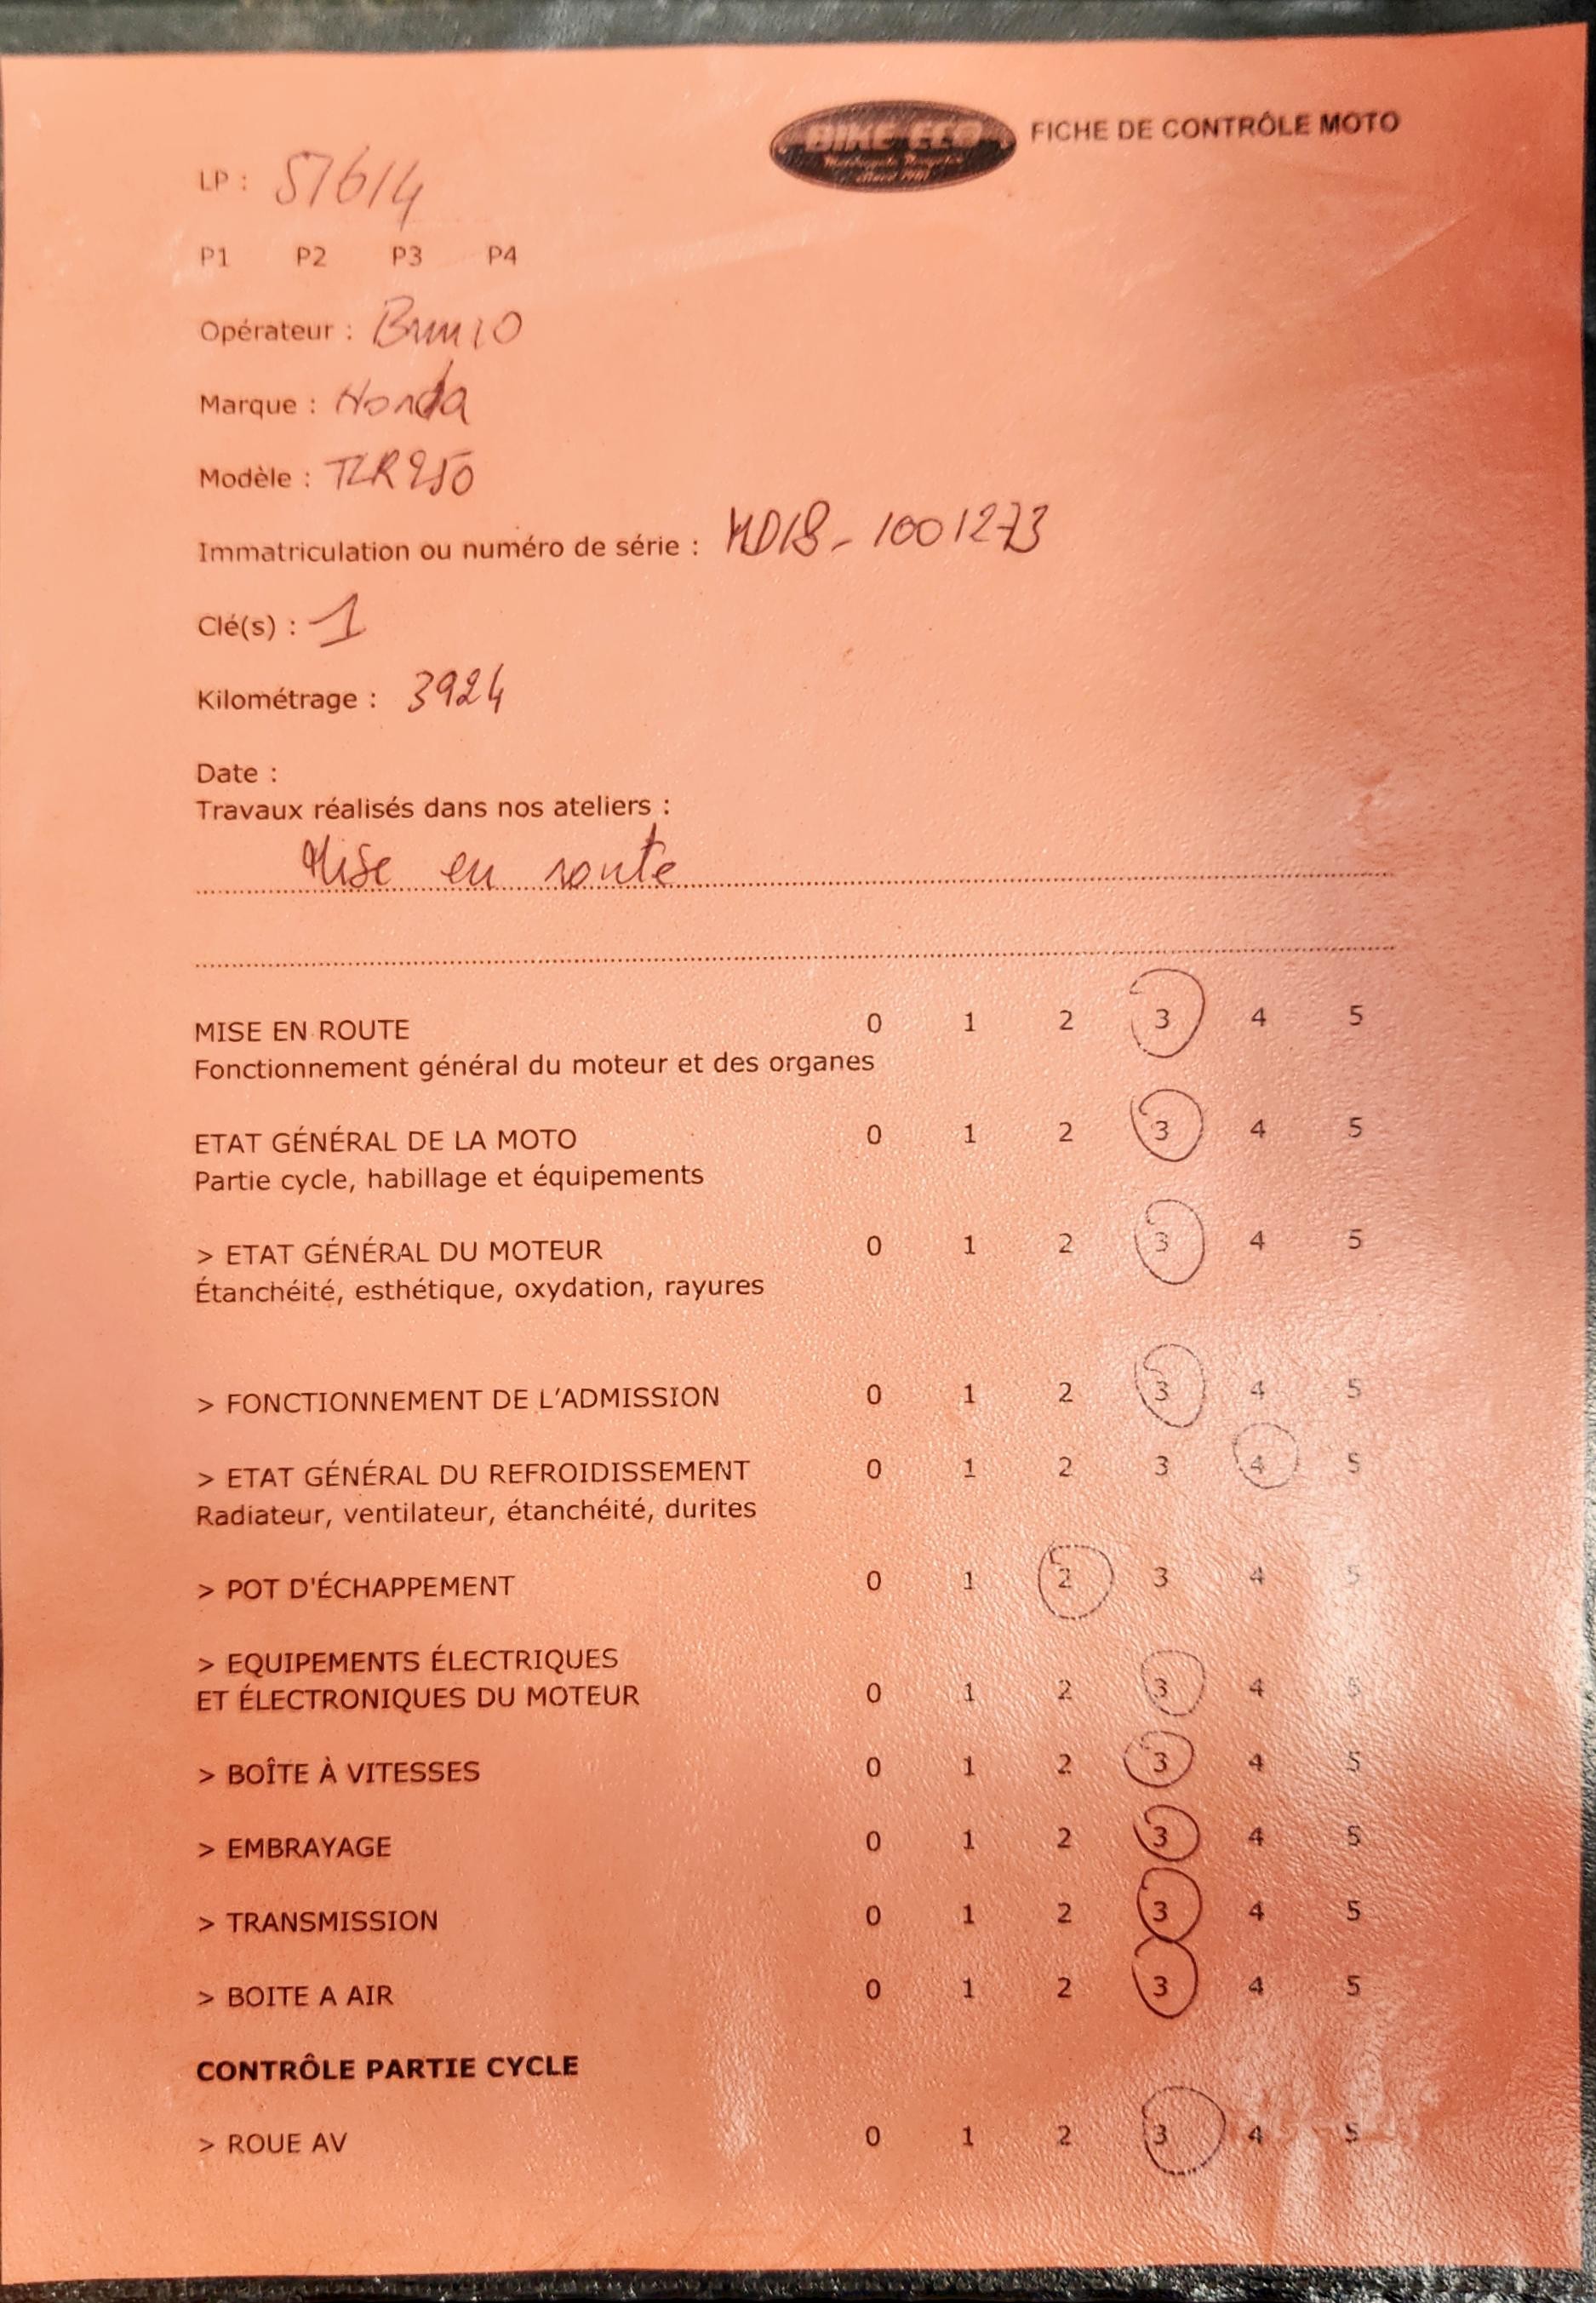 BIKE ECO
FICHE DE CONTRÔLE MOTO
LP : 57614
P1 P2 P3 P4
Opérateur : Bruno
Marque : Honda
Modèle : TLR 250
Immatriculation ou numéro de série : MD18-1001273
Clé(s) : 1
Kilométrage : 3924
Date :
Travaux réalisés dans nos ateliers :
Mise en route
MISE EN ROUTE 0 1 2 3 4 5
Fonctionnement général du moteur et des organes
ETAT GÉNÉRAL DE LA MOTO 0 1 2 3 4 5
Partie cycle, habillage et équipements
> ETAT GÉNÉRAL DU MOTEUR 0 1 2 3 4 5
Étanchéité, esthétique, oxydation, rayures
> FONCTIONNEMENT DE L'ADMISSION 0 1 2 3 4 5
> ETAT GÉNÉRAL DU REFROIDISSEMENT 0 1 2 3 4 5
Radiateur, ventilateur, étanchéité, durites
> POT D'ÉCHAPPEMENT 0 1 2 3 4 5
> EQUIPEMENTS ÉLECTRIQUES
ET ÉLECTRONIQUES DU MOTEUR 0 1 2 3 4 5
> BOÎTE À VITESSES 0 1 2 3 4 5
> EMBRAYAGE 0 1 2 3 4 5
> TRANSMISSION 0 1 2 3 4 5
> BOITE A AIR 0 1 2 3 4 5
CONTRÔLE PARTIE CYCLE
> ROUE AV 0 1 2 3 4 5